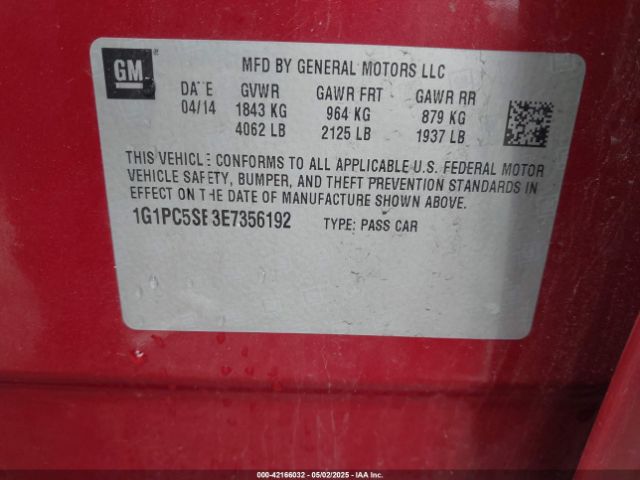 GM
MFD BY GENERAL MOTORS LLC
DATE GVWR GAWR FRT GAWR RR
04/14 1843 KG 964 KG 879 KG
4062 LB 2125 LB 1937 LB
THIS VEHICLE CONFORMS TO ALL APPLICABLE U.S. FEDERAL MOTOR
VEHICLE SAFETY, BUMPER, AND THEFT PREVENTION STANDARDS IN
EFFECT ON THE DATE OF MANUFACTURE SHOWN ABOVE.
1G1PC5SB3E7356192 TYPE: PASS CAR
000-42166032 - 05/02/2025 - IAA Inc.